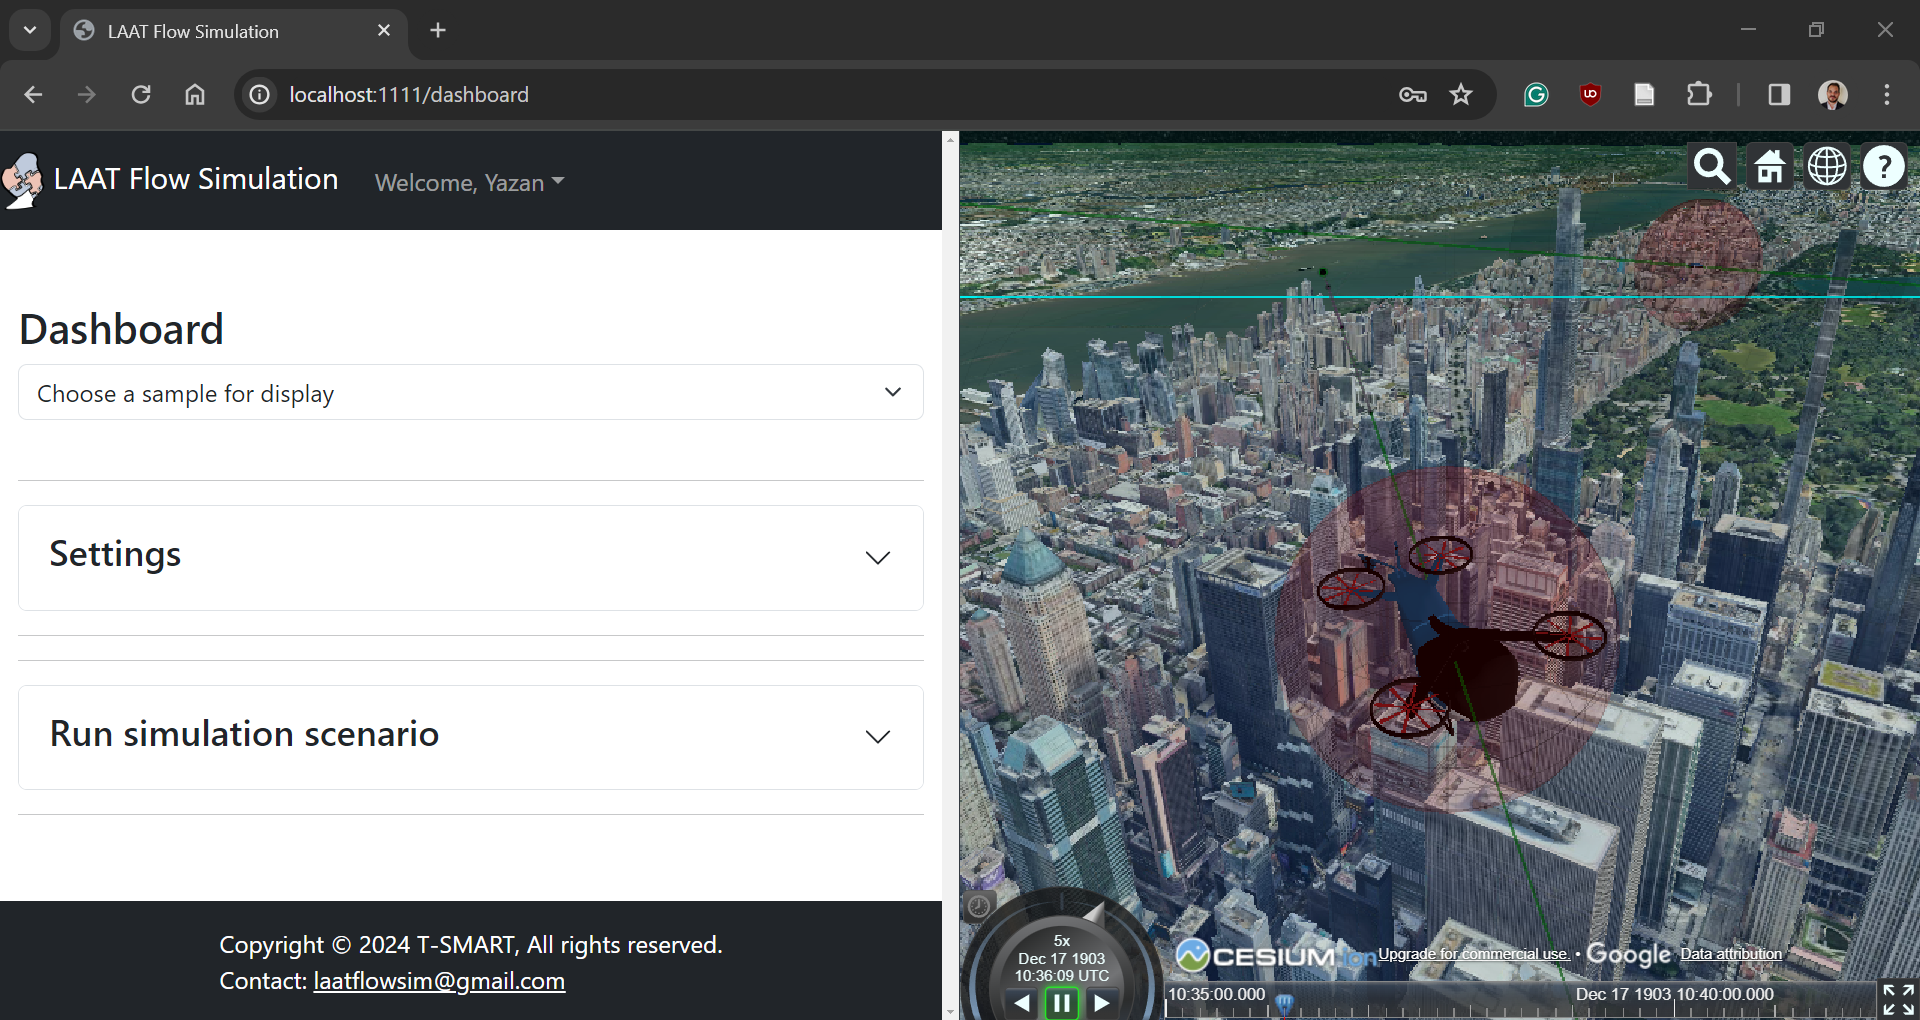 LAAT Flow Simulation
localhost:1111/dashboard
LAAT Flow Simulation
Welcome, Yazan
Dashboard
Choose a sample for display
Settings
Run simulation scenario
Copyright © 2024 T-SMART, All rights reserved.
Contact: laatflowsim@gmail.com
?
5x
Dec 17 1903
10:36:09 UTC
CESIUM ion Upgrade for commercial use. • Google Data attribution
10:35:00.000 Dec 17 1903 10:40:00.000